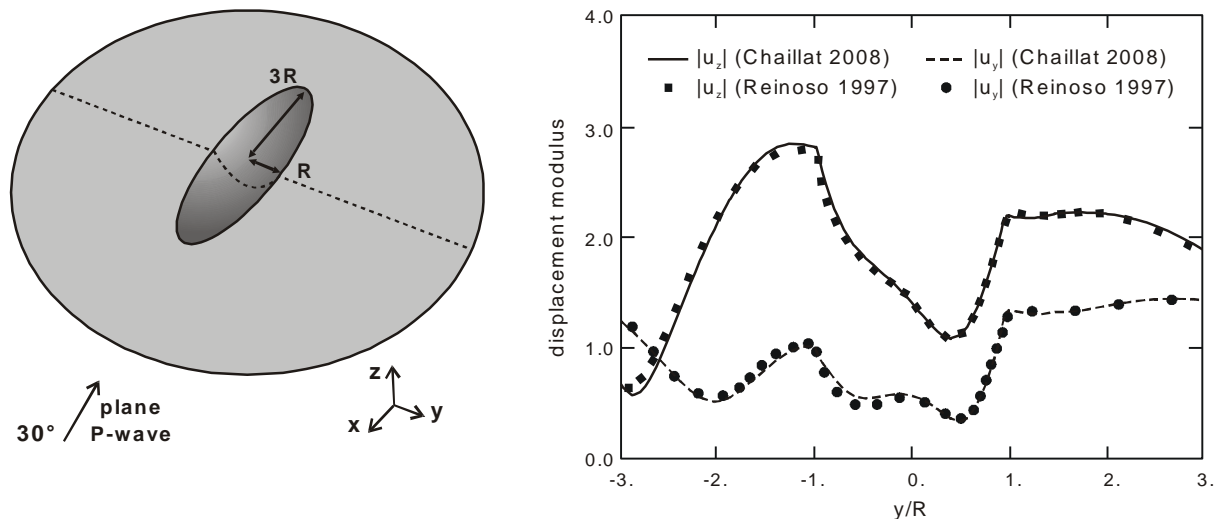 3R
R
30°
plane
P-wave
z
x
y
4.0
3.0
2.0
1.0
0.0
displacement modulus
|u_z| (Chaillat 2008)
|u_y| (Chaillat 2008)
|u_z| (Reinoso 1997)
|u_y| (Reinoso 1997)
-3.
-2.
-1.
0.
1.
2.
3.
y/R